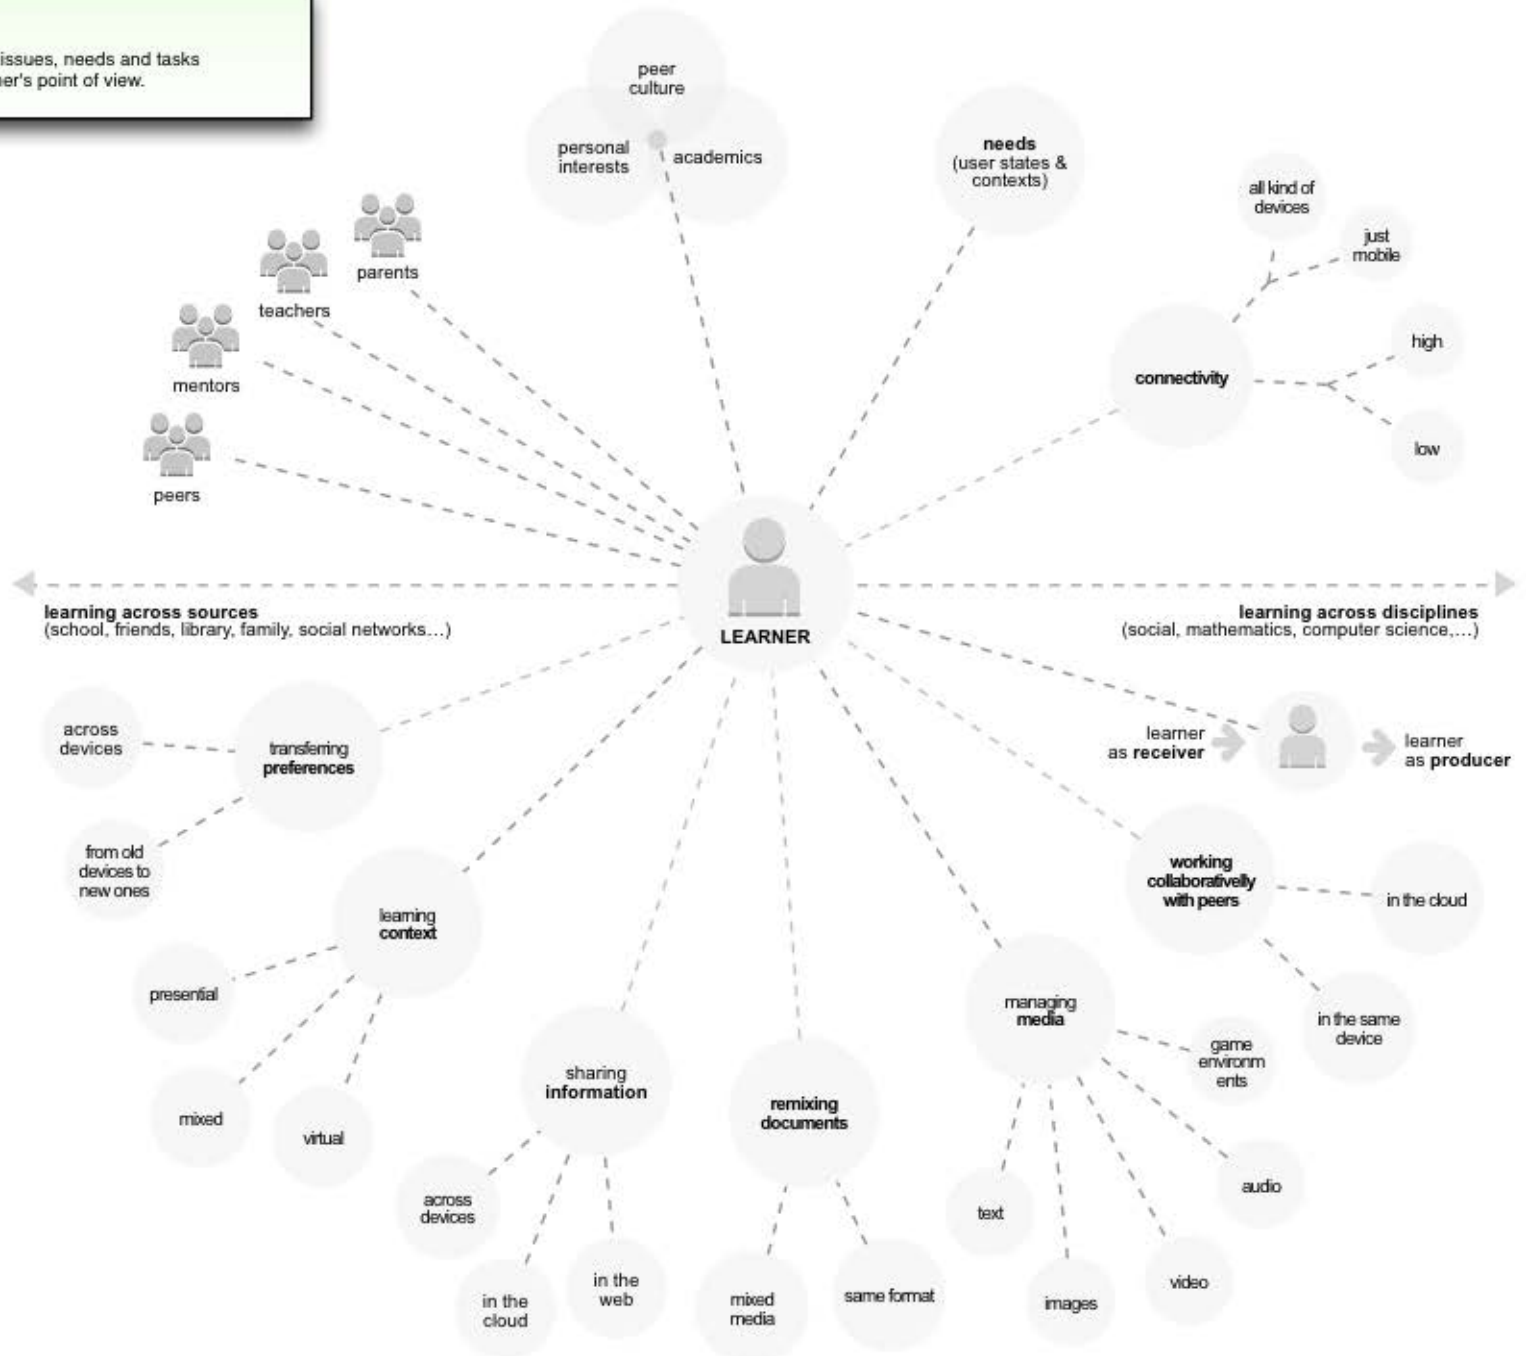 issues, needs and tasks
er's point of view.
peer
culture
personal
interests
academics
needs
(user states &
contexts)
all kind of
devices
just
mobile
connectivity
high
low
parents
teachers
mentors
peers
LEARNER
learning across sources
(school, friends, library, family, social networks...)
learning across disciplines
(social, mathematics, computer science,...)
learner
as receiver
learner
as producer
transferring
preferences
across
devices
from old
devices to
new ones
learning
context
presential
mixed
virtual
sharing
information
across
devices
in the
cloud
in the
web
remixing
documents
mixed
media
same format
managing
media
game
environm
ents
text
images
video
audio
working
collaborativelly
with peers
in the cloud
in the same
device